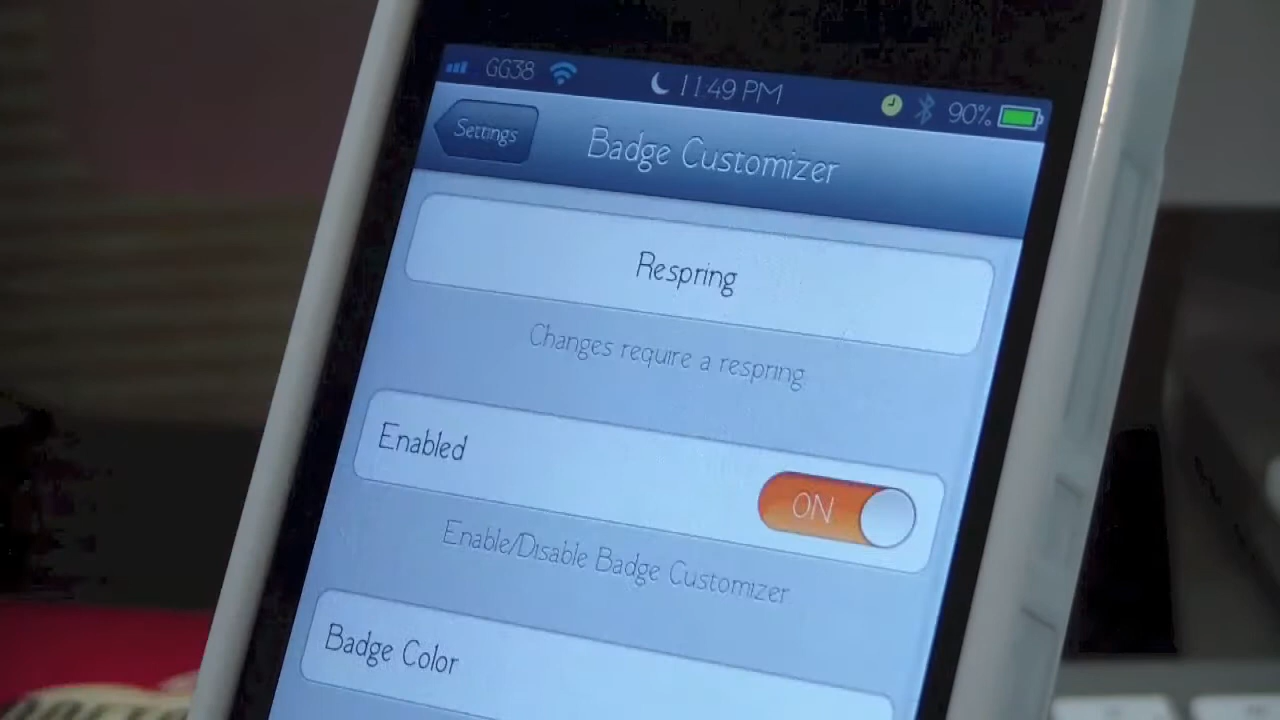 GG38 11:49 PM 90%
Settings Badge Customizer
Respring
Changes require a respring
Enabled ON
Enable/Disable Badge Customizer
Badge Color